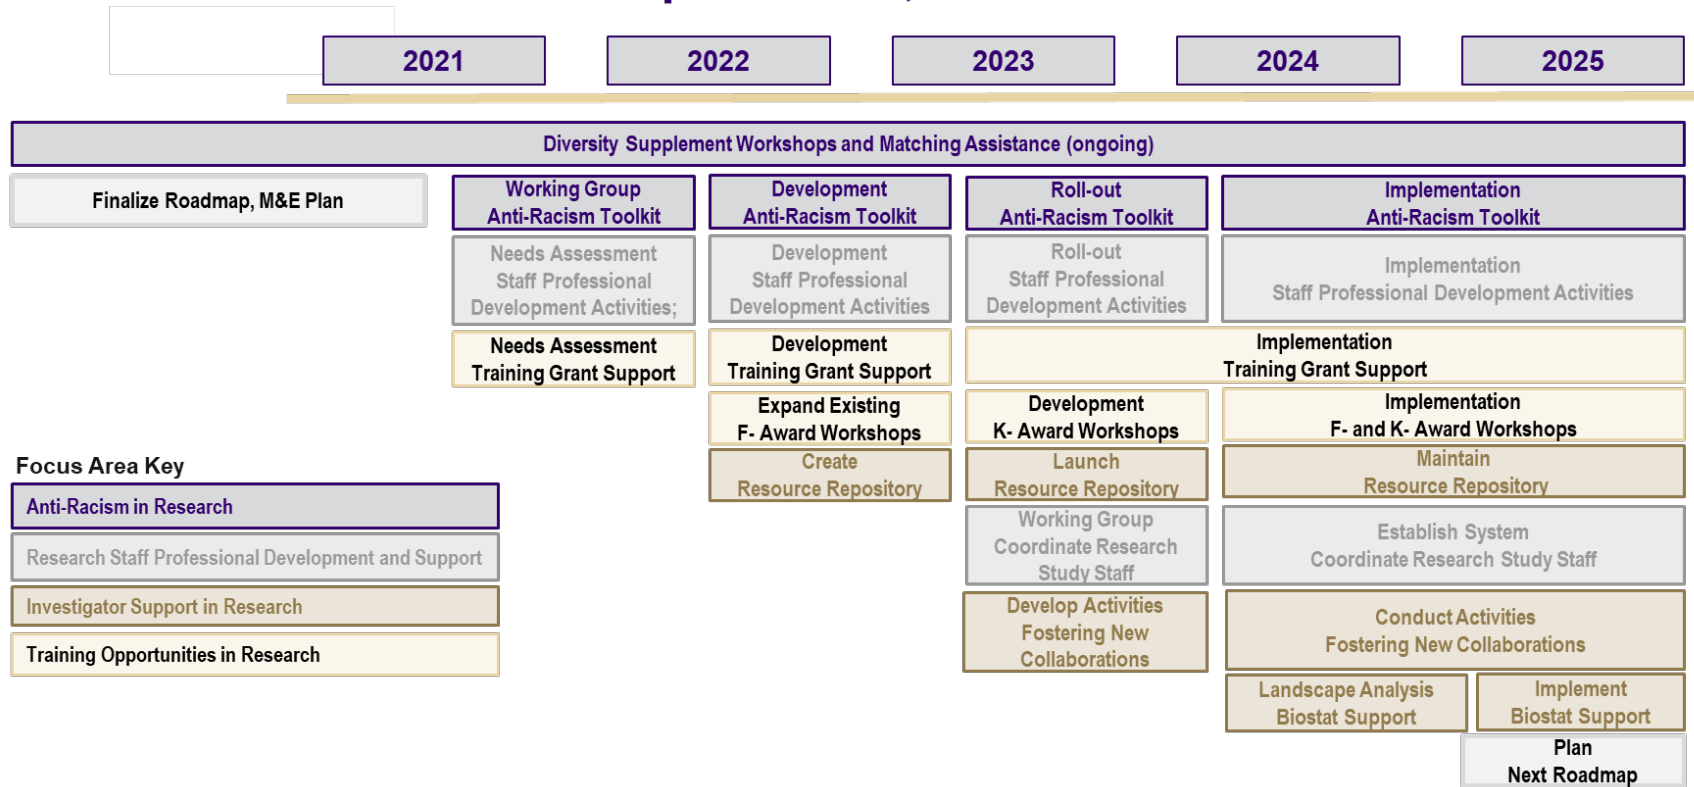 2021
2022
2023
2024
2025
Diversity Supplement Workshops and Matching Assistance (ongoing)
Finalize Roadmap, M&E Plan
Working Group
Anti-Racism Toolkit
Development
Anti-Racism Toolkit
Roll-out
Anti-Racism Toolkit
Implementation
Anti-Racism Toolkit
Needs Assessment
Staff Professional
Development Activities;
Development
Staff Professional
Development Activities
Roll-out
Staff Professional
Development Activities
Implementation
Staff Professional Development Activities
Needs Assessment
Training Grant Support
Development
Training Grant Support
Implementation
Training Grant Support
Expand Existing
F- Award Workshops
Development
K- Award Workshops
Implementation
F- and K- Award Workshops
Create
Resource Repository
Launch
Resource Repository
Maintain
Resource Repository
Working Group
Coordinate Research
Study Staff
Establish System
Coordinate Research Study Staff
Develop Activities
Fostering New
Collaborations
Conduct Activities
Fostering New Collaborations
Landscape Analysis
Biostat Support
Implement
Biostat Support
Plan
Next Roadmap
Focus Area Key
Anti-Racism in Research
Research Staff Professional Development and Support
Investigator Support in Research
Training Opportunities in Research